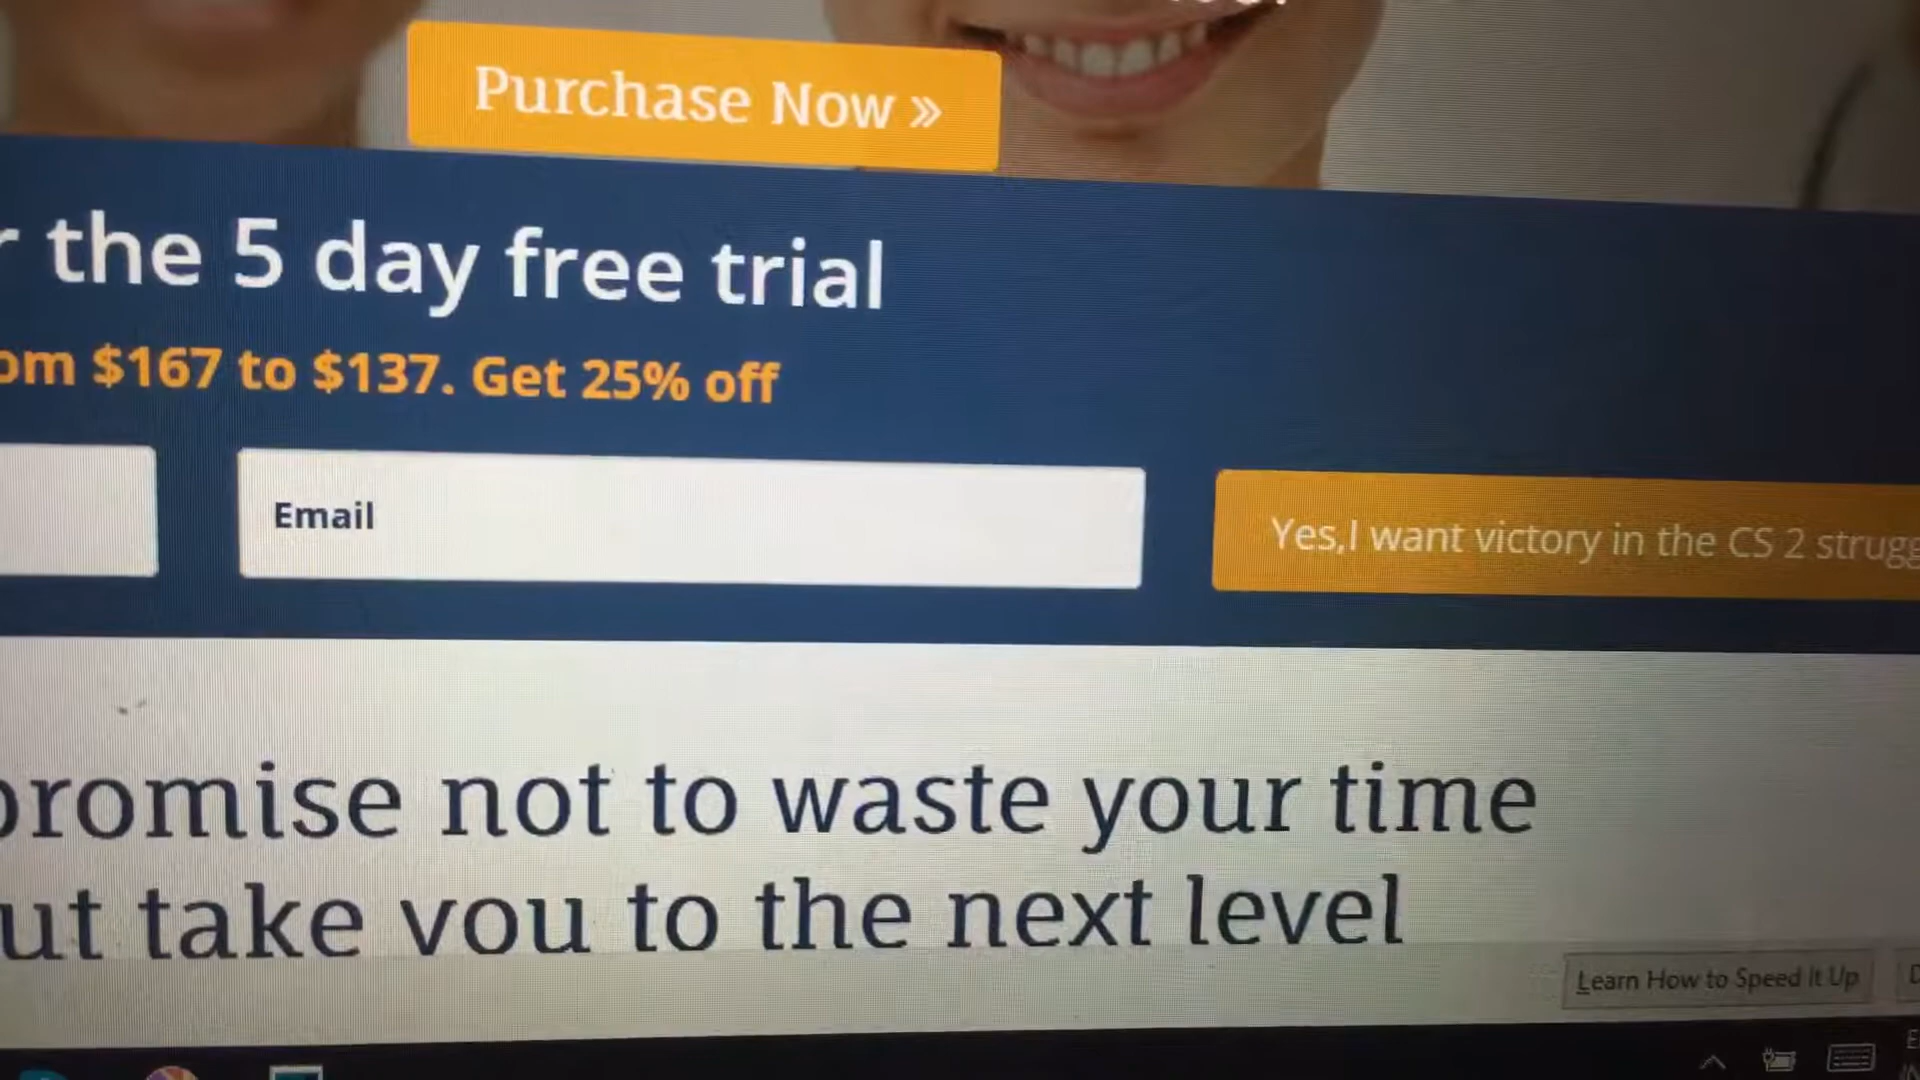 Purchase Now »
the 5 day free trial
$167 to $137. Get 25% off
Email
Yes,I want victory in the CS 2
promise not to waste your time
take you to the next level
Learn How to Speed It Up